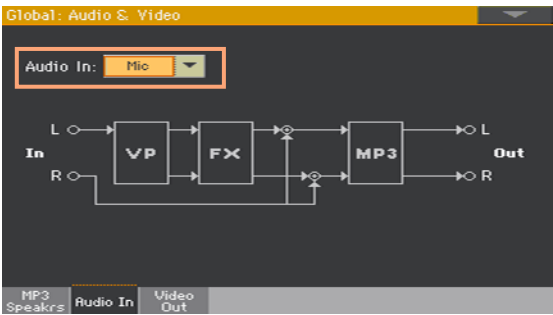 Global: Audio & Video
Audio In: Mic
L L
In VP FX MP3 Out
R R
MP3 Speakrs Audio In Video Out